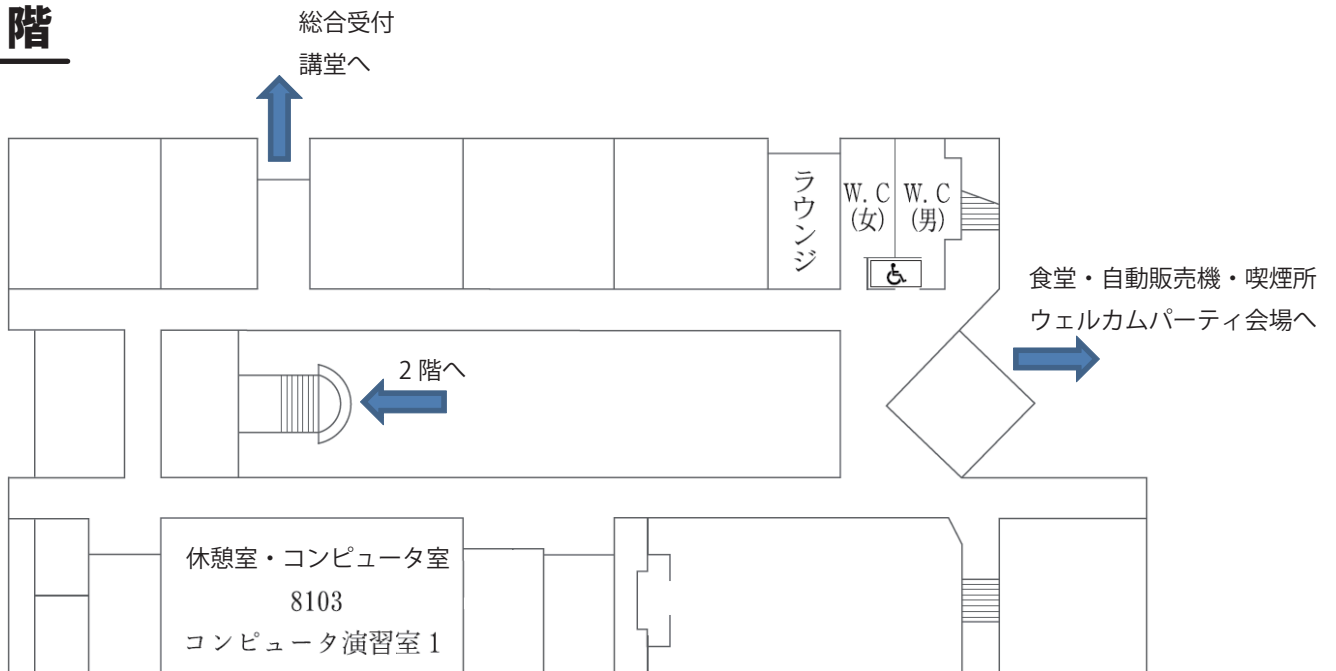 階
総合受付
講堂へ
ラウンジ
W.C
(女)
W.C
(男)
食堂・自動販売機・喫煙所
ウェルカムパーティ会場へ
2 階へ
休憩室・コンピュータ室
8103
コンピュータ演習室 1